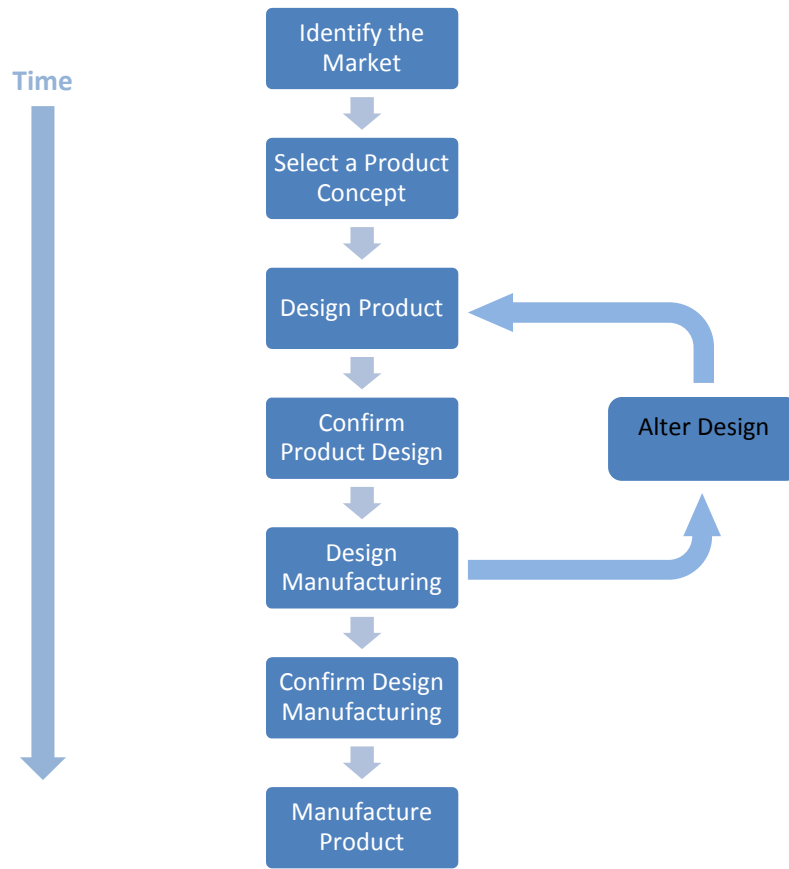 Identify the
Market
Time
Select a Product
Concept
Design Product
Confirm
Product Design
Alter Design
Design
Manufacturing
Confirm Design
Manufacturing
Manufacture
Product